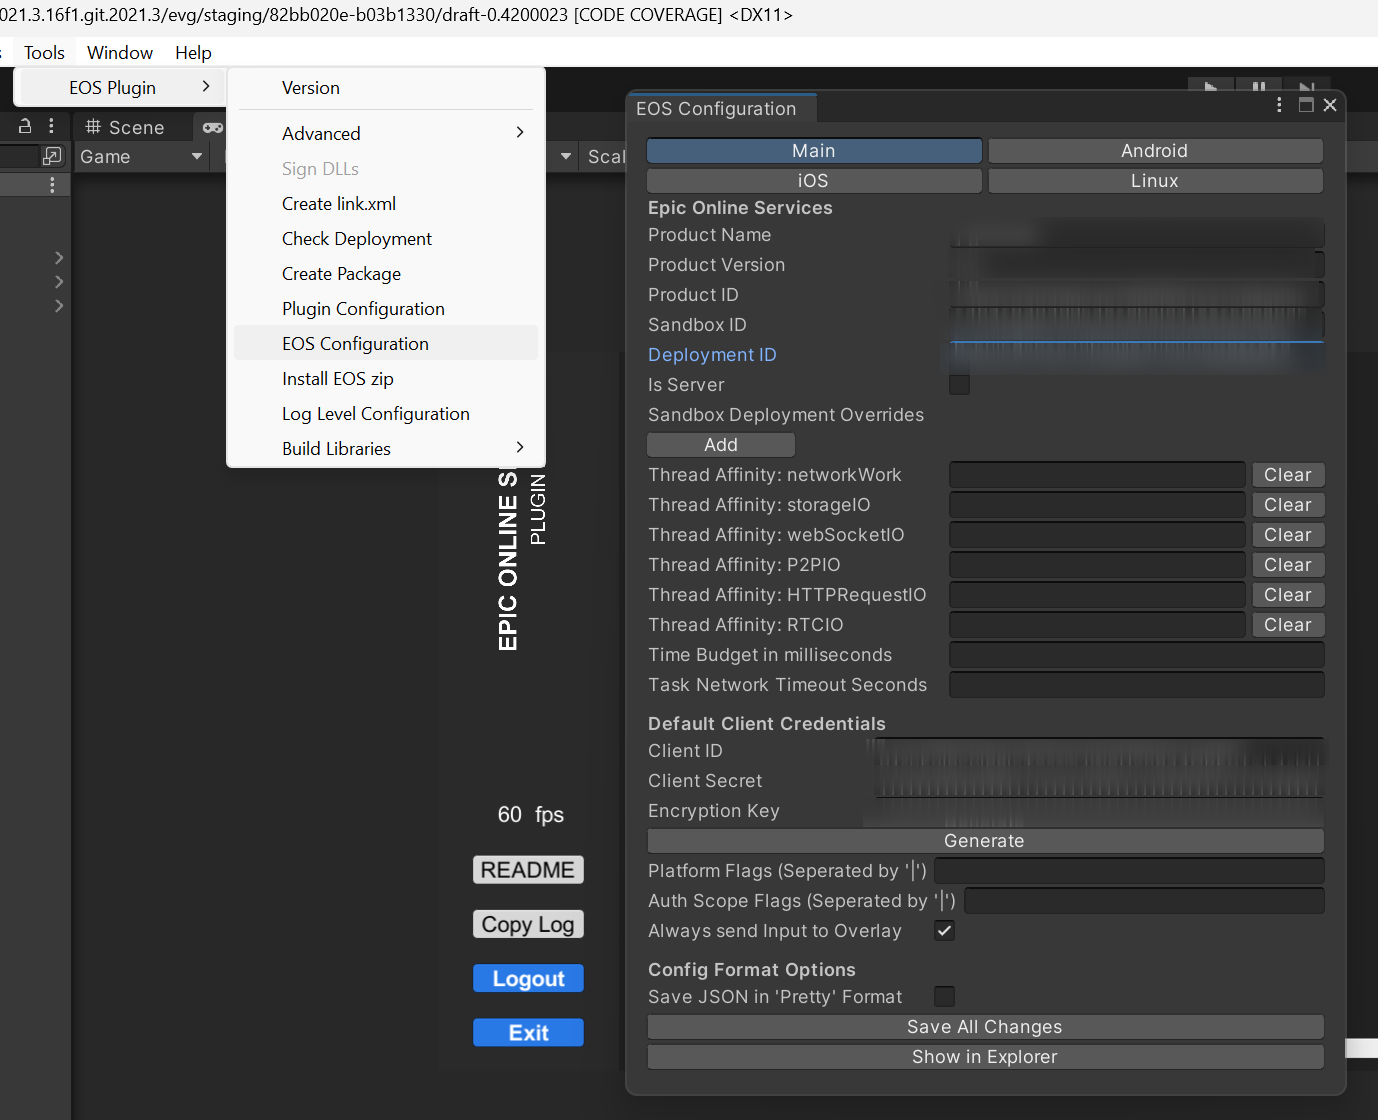 021.3.16f1.git.2021.3/evg/staging/82bb020e-b03b1330/draft-0.4200023 [CODE COVERAGE] <DX11>
Tools Window Help
EOS Plugin
Version
Advanced
Sign DLLs
Create link.xml
Check Deployment
Create Package
Plugin Configuration
EOS Configuration
Install EOS zip
Log Level Configuration
Build Libraries
Scene
Game
Scal
EPIC ONLINE S
PLUGIN
60 fps
README
Copy Log
Logout
Exit
EOS Configuration
Main Android
iOS Linux
Epic Online Services
Product Name
Product Version
Product ID
Sandbox ID
Deployment ID
Is Server
Sandbox Deployment Overrides
Add
Thread Affinity: networkWork Clear
Thread Affinity: storageIO Clear
Thread Affinity: webSocketIO Clear
Thread Affinity: P2PIO Clear
Thread Affinity: HTTPRequestIO Clear
Thread Affinity: RTCIO Clear
Time Budget in milliseconds
Task Network Timeout Seconds
Default Client Credentials
Client ID
Client Secret
Encryption Key
Generate
Platform Flags (Seperated by '|')
Auth Scope Flags (Seperated by '|')
Always send Input to Overlay
Config Format Options
Save JSON in 'Pretty' Format
Save All Changes
Show in Explorer